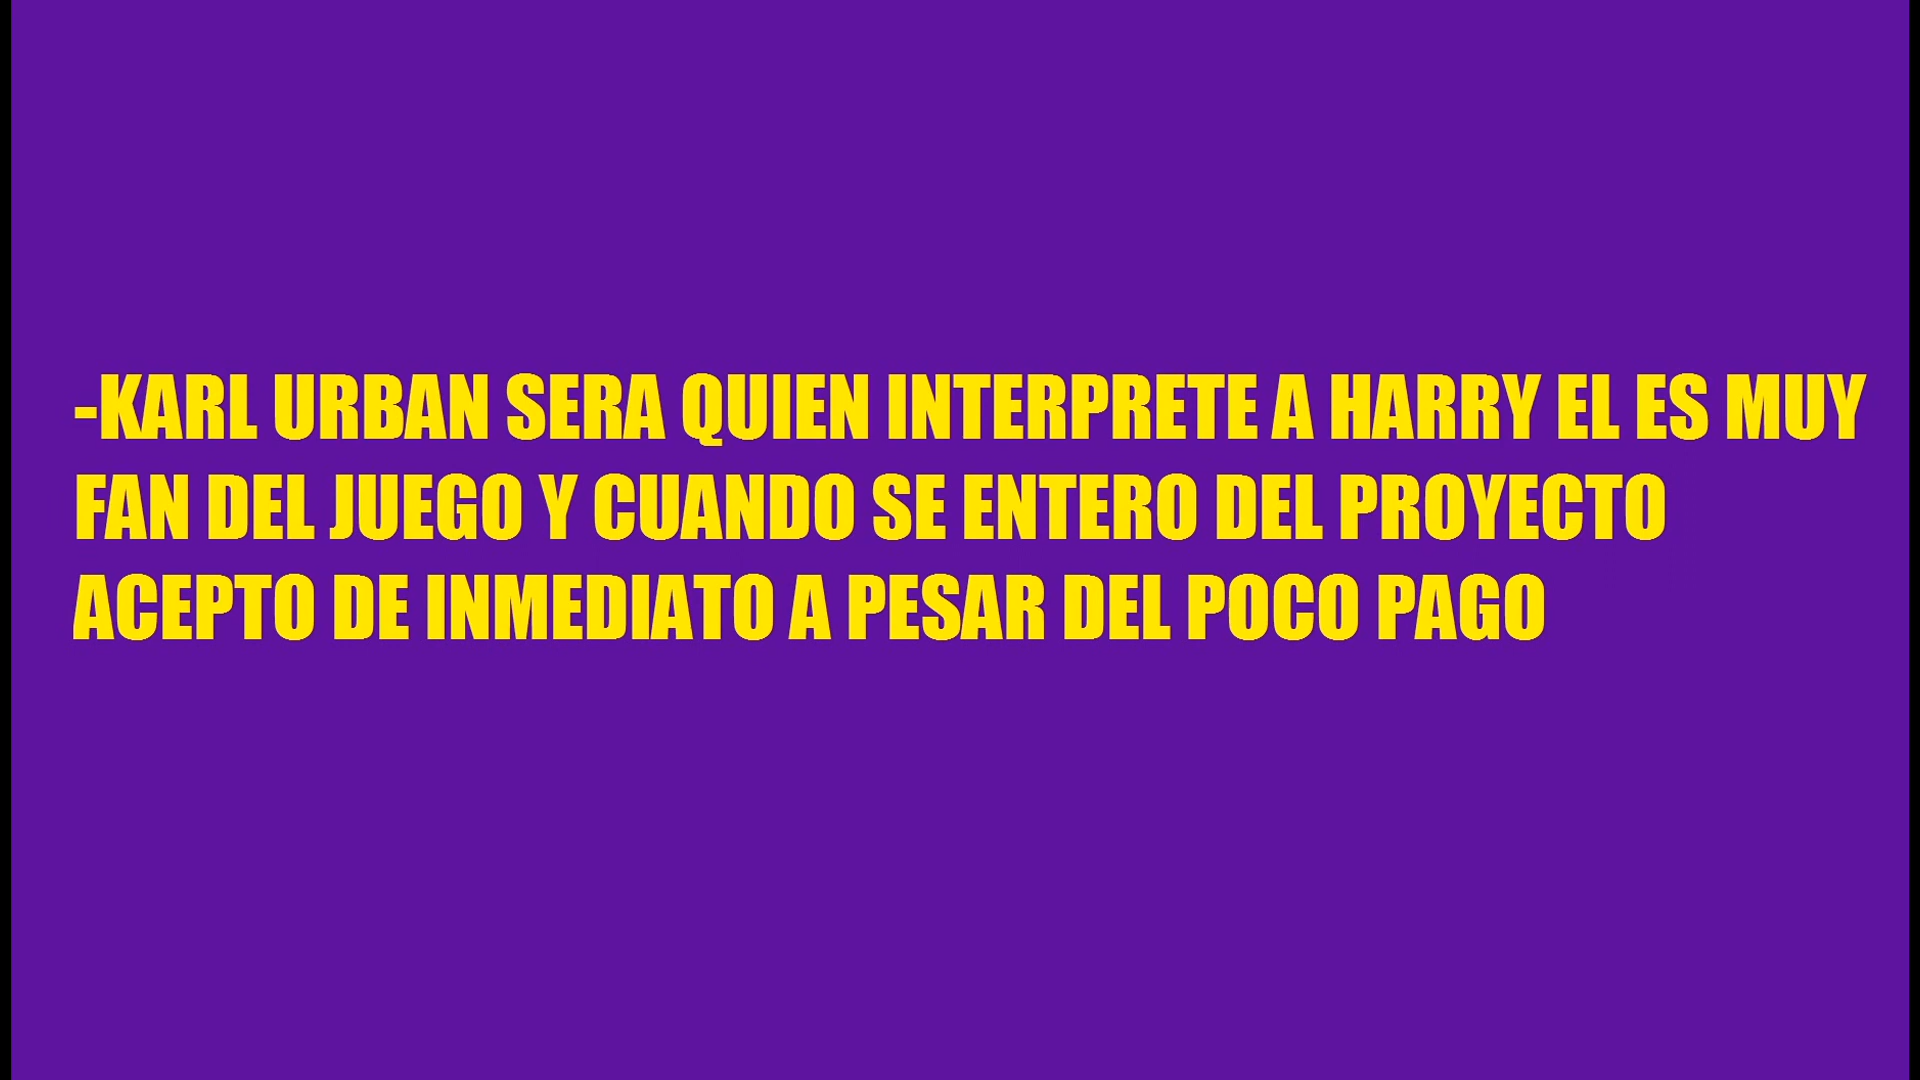 -KARL URBAN SERA QUIEN INTERPRETE A HARRY EL ES MUY
FAN DEL JUEGO Y CUANDO SE ENTERO DEL PROYECTO
ACEPTO DE INMEDIATO A PESAR DEL POCO PAGO